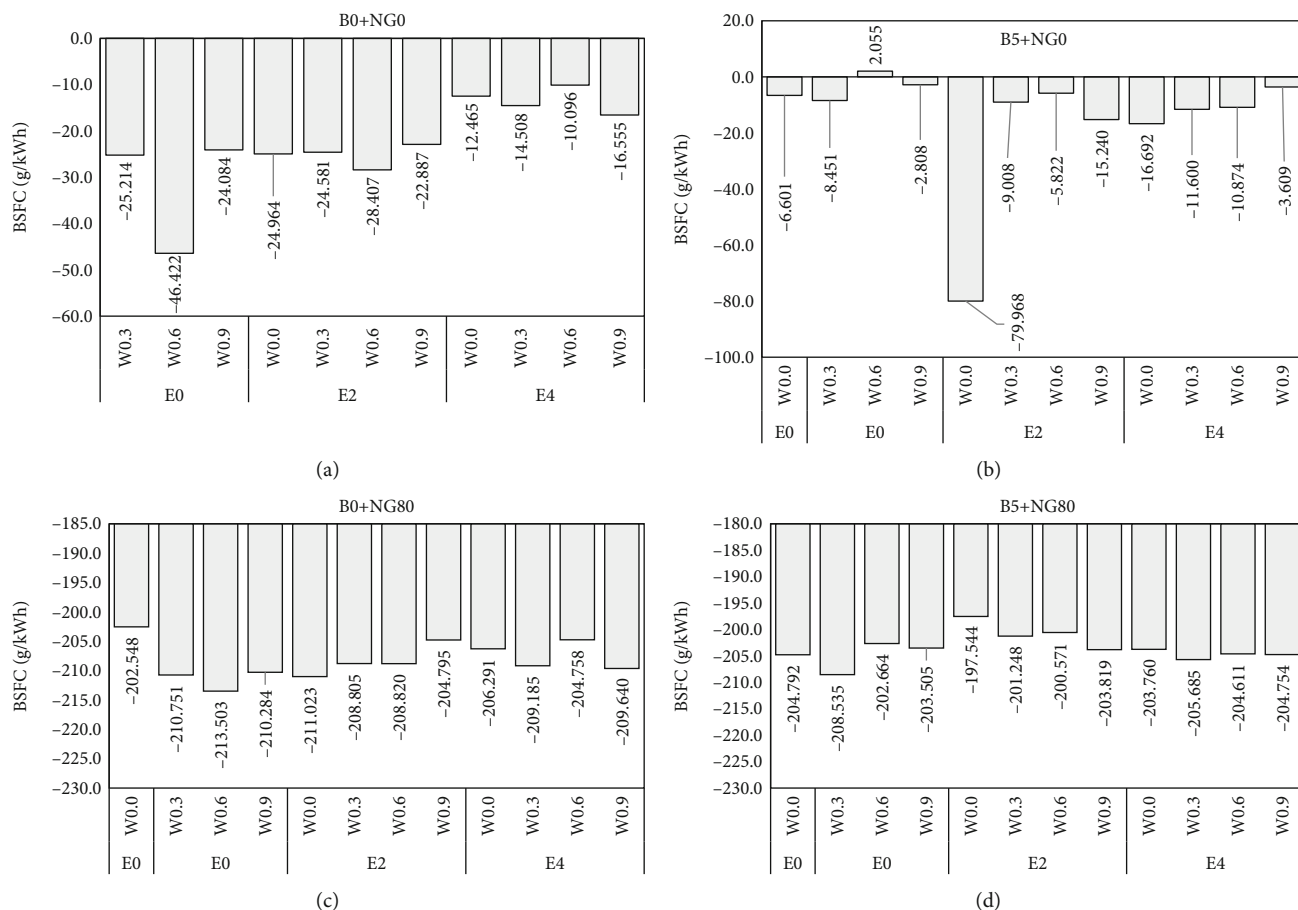 B0+NG0
BSFC (g/kWh)
0.0
−10.0
−20.0
−30.0
−40.0
−50.0
−60.0
−25.214
−46.422
−24.084
−24.964
−24.581
−28.407
−22.887
−12.465
−14.508
−10.096
−16.555
W0.3
W0.6
W0.9
W0.0
W0.3
W0.6
W0.9
W0.0
W0.3
W0.6
W0.9
E0
E2
E4
(a)
B5+NG0
BSFC (g/kWh)
20.0
0.0
−20.0
−40.0
−60.0
−80.0
−100.0
−6.601
−8.451
2.055
−2.808
−79.968
−9.008
−5.822
−15.240
−16.692
−11.600
−10.874
−3.609
W0.0
W0.3
W0.6
W0.9
W0.0
W0.3
W0.6
W0.9
W0.0
W0.3
W0.6
W0.9
E0
E0
E2
E4
(b)
B0+NG80
BSFC (g/kWh)
−185.0
−190.0
−195.0
−200.0
−205.0
−210.0
−215.0
−220.0
−225.0
−230.0
−202.548
−210.751
−213.503
−210.284
−211.023
−208.805
−208.820
−204.795
−206.291
−209.185
−204.758
−209.640
W0.0
W0.3
W0.6
W0.9
W0.0
W0.3
W0.6
W0.9
W0.0
W0.3
W0.6
W0.9
E0
E0
E2
E4
(c)
B5+NG80
BSFC (g/kWh)
−180.0
−185.0
−190.0
−195.0
−200.0
−205.0
−210.0
−215.0
−220.0
−225.0
−230.0
−204.792
−208.535
−202.664
−203.505
−197.544
−201.248
−200.571
−203.819
−203.760
−205.685
−204.611
−204.754
W0.0
W0.3
W0.6
W0.9
W0.0
W0.3
W0.6
W0.9
W0.0
W0.3
W0.6
W0.9
E0
E0
E2
E4
(d)